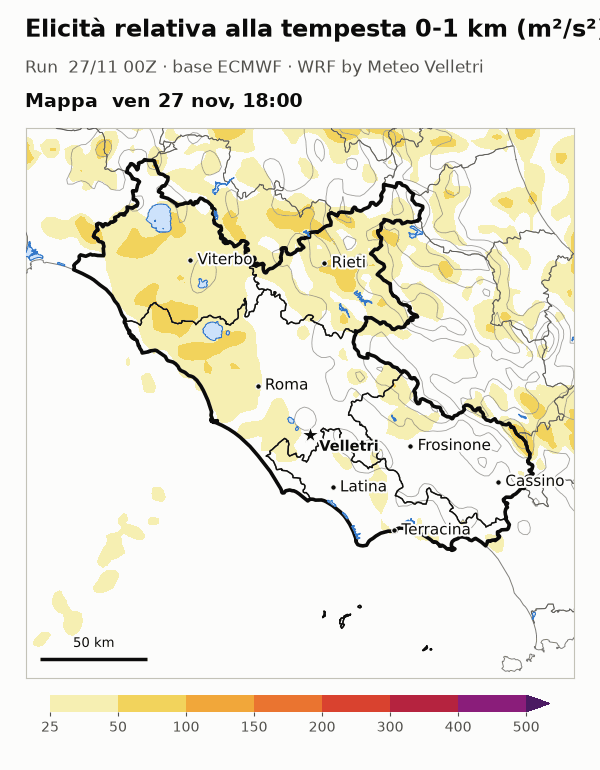 Elicità relativa alla tempesta 0-1 km (m²/s²)
Run 27/11 00Z · base ECMWF · WRF by Meteo Velletri
Mappa ven 27 nov, 18:00
Viterbo
Rieti
Roma
Velletri
Frosinone
Cassino
Latina
Terracina
50 km
25 50 100 150 200 300 400 500